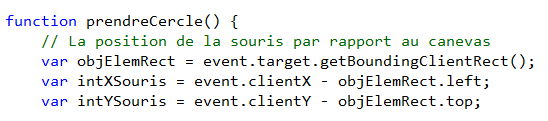 function prendreCercle() {
// La position de la souris par rapport au canevas
var objElemRect = event.target.getBoundingClientRect();
var intXSouris = event.clientX - objElemRect.left;
var intYSouris = event.clientY - objElemRect.top;